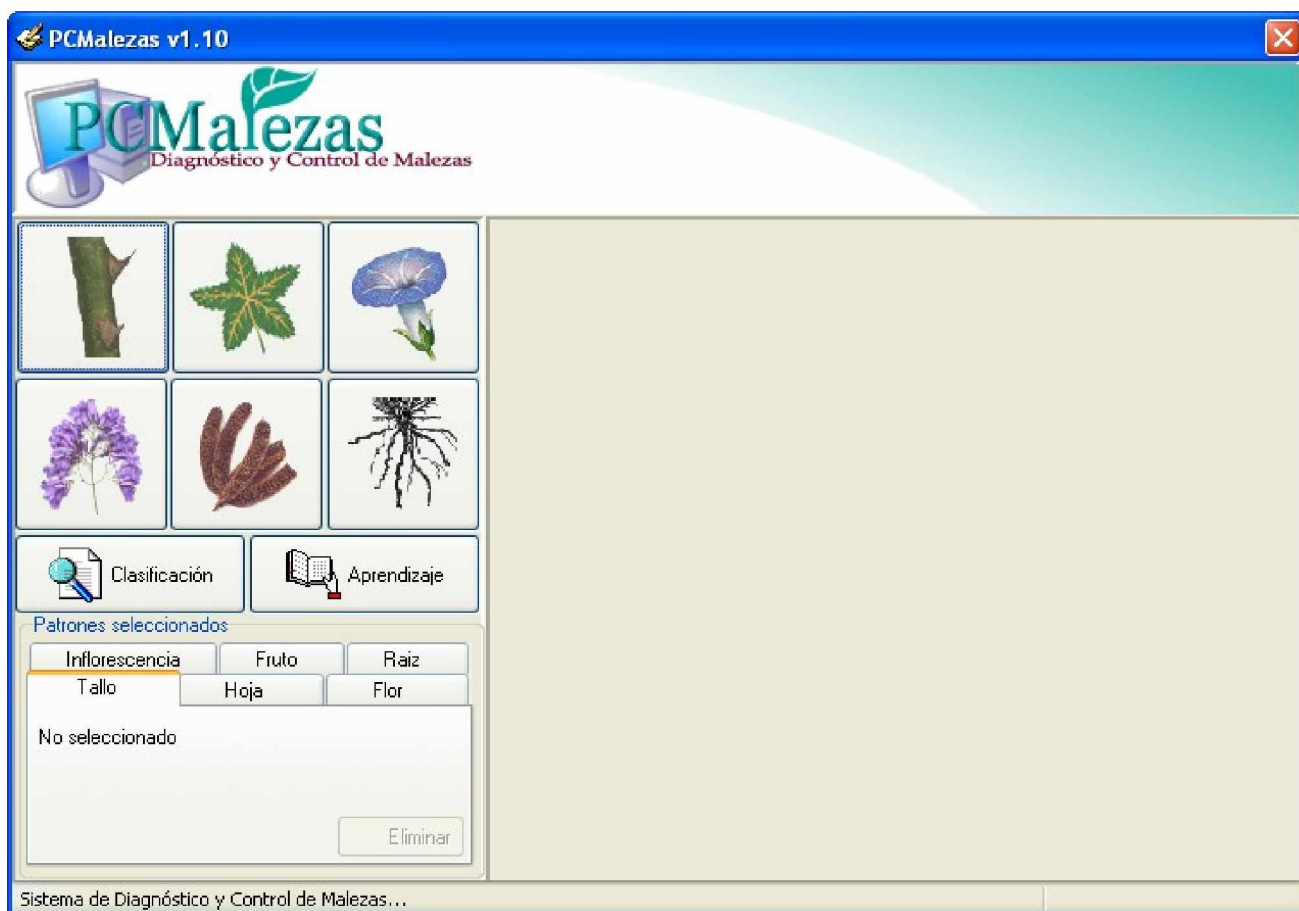 PCMalezas v1.10
PCMalezas
Diagnóstico y Control de Malezas
Clasificación
Aprendizaje
Patrones seleccionados
Inflorescencia
Fruto
Raiz
Tallo
Hoja
Flor
No seleccionado
Eliminar
Sistema de Diagnóstico y Control de Malezas...